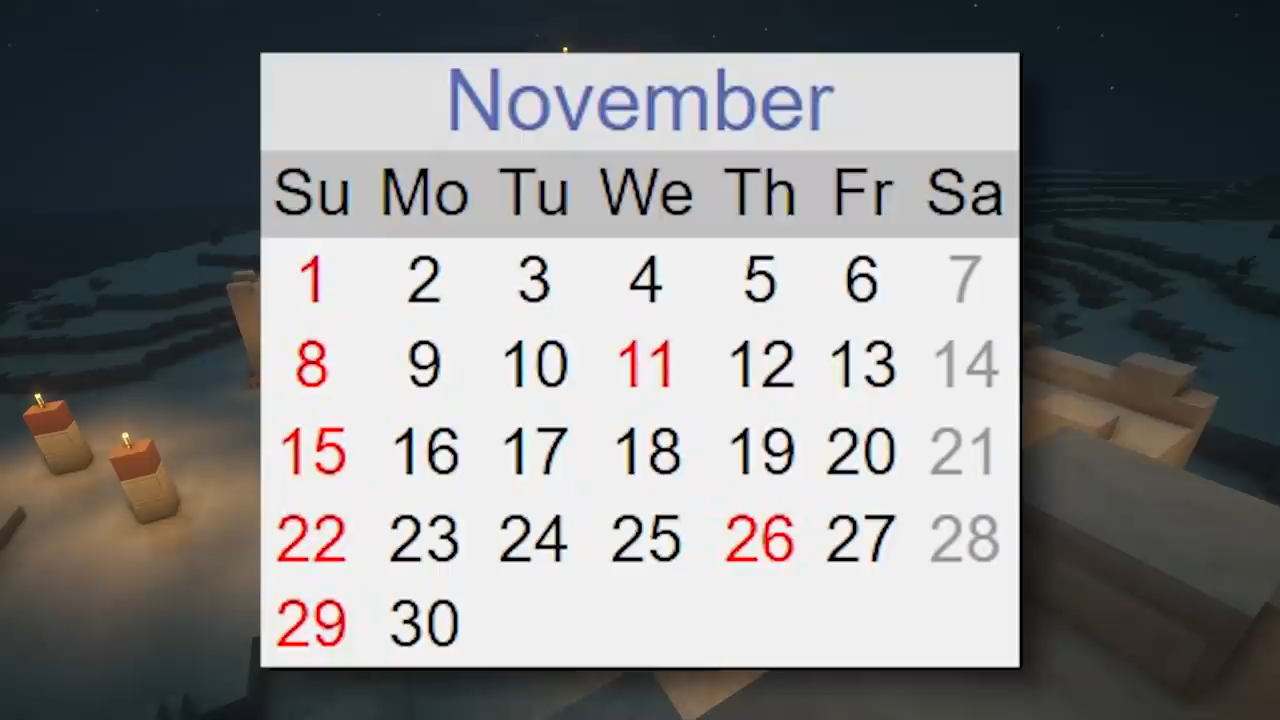 November
Su Mo Tu We Th Fr Sa
1 2 3 4 5 6 7
8 9 10 11 12 13 14
15 16 17 18 19 20 21
22 23 24 25 26 27 28
29 30